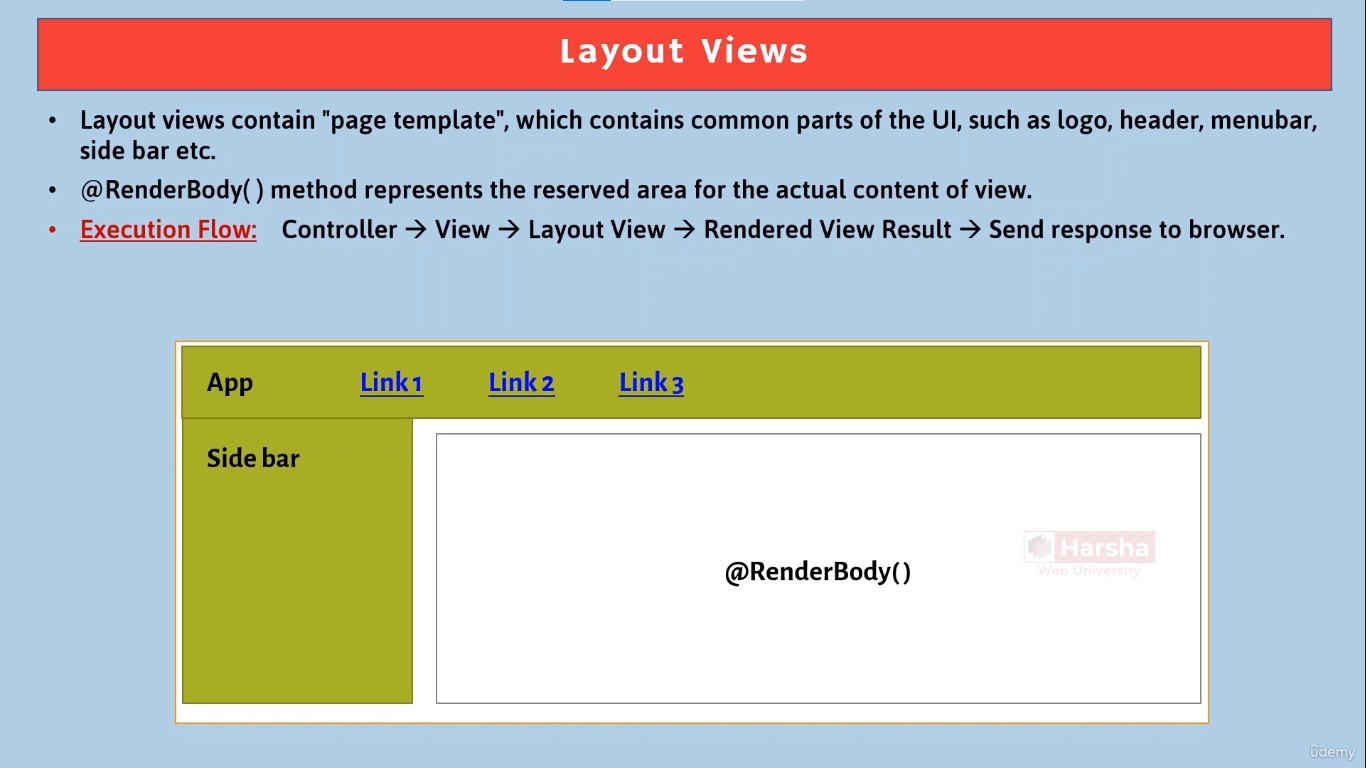 Layout Views
• Layout views contain "page template", which contains common parts of the UI, such as logo, header, menubar,
side bar etc.
• @RenderBody( ) method represents the reserved area for the actual content of view.
• Execution Flow: Controller → View → Layout View → Rendered View Result → Send response to browser.
App Link 1 Link 2 Link 3
Side bar
@RenderBody( )
Harsha
Web University
ûdemy